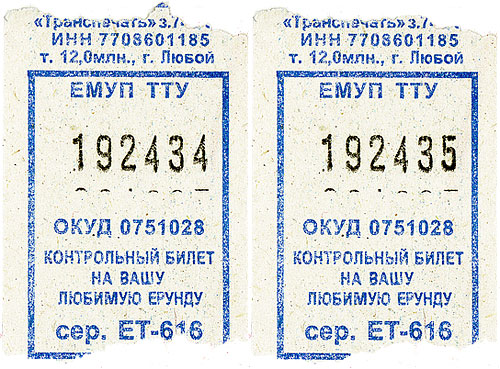 «Транспечать» з.7
ИНН 7708601185
т. 12,0млн., г. Любой
ЕМУП ТТУ
192434
ОКУД 0751028
КОНТРОЛЬНЫЙ БИЛЕТ
НА ВАШУ
ЛЮБИМУЮ ЕРУНДУ
сер. ЕТ-616
«Транспечать» з.7
ИНН 7708601185
т. 12,0млн., г. Любой
ЕМУП ТТУ
192435
ОКУД 0751028
КОНТРОЛЬНЫЙ БИЛЕТ
НА ВАШУ
ЛЮБИМУЮ ЕРУНДУ
сер. ЕТ-616